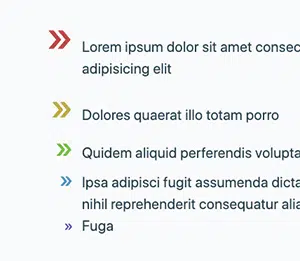 » Lorem ipsum dolor sit amet consec
adipisicing elit
» Dolores quaerat illo totam porro
» Quidem aliquid perferendis volupta
» Ipsa adipisci fugit assumenda dicta
nihil reprehenderit consequatur alia
» Fuga